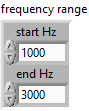 frequency range
start Hz
1000
end Hz
3000